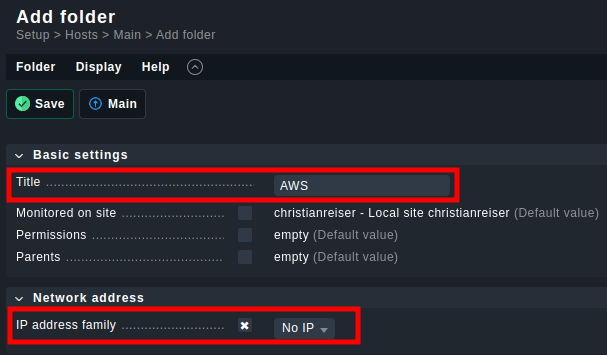 Add folder
Setup > Hosts > Main > Add folder
Folder Display Help
Save Main
Basic settings
Title AWS
Monitored on site christianreiser - Local site christianreiser (Default value)
Permissions empty (Default value)
Parents empty (Default value)
Network address
IP address family No IP